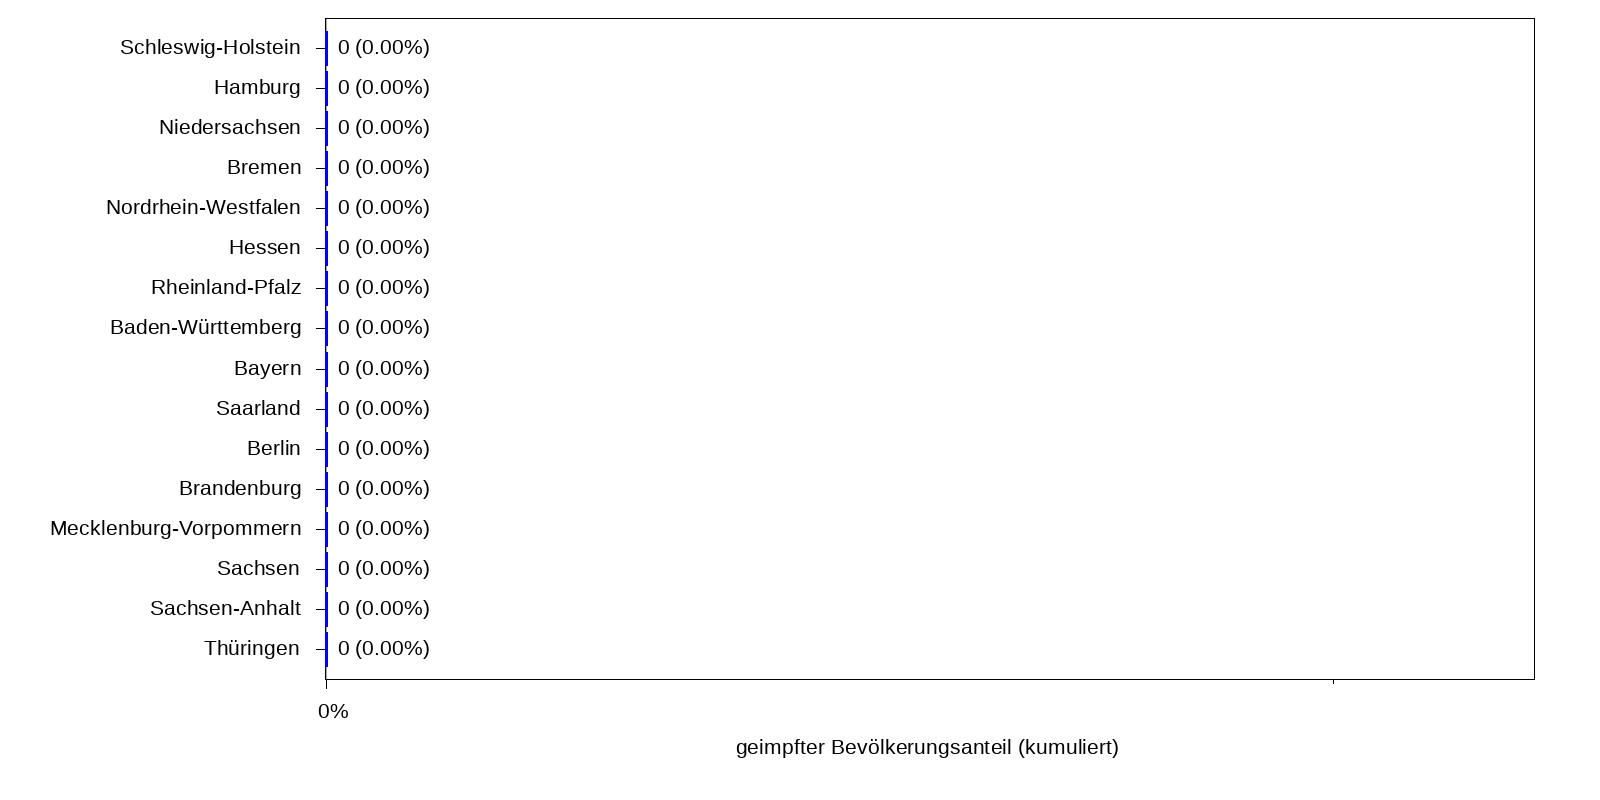 Schleswig-Holstein 0 (0.00%)
Hamburg 0 (0.00%)
Niedersachsen 0 (0.00%)
Bremen 0 (0.00%)
Nordrhein-Westfalen 0 (0.00%)
Hessen 0 (0.00%)
Rheinland-Pfalz 0 (0.00%)
Baden-Württemberg 0 (0.00%)
Bayern 0 (0.00%)
Saarland 0 (0.00%)
Berlin 0 (0.00%)
Brandenburg 0 (0.00%)
Mecklenburg-Vorpommern 0 (0.00%)
Sachsen 0 (0.00%)
Sachsen-Anhalt 0 (0.00%)
Thüringen 0 (0.00%)
0%
geimpfter Bevölkerungsanteil (kumuliert)